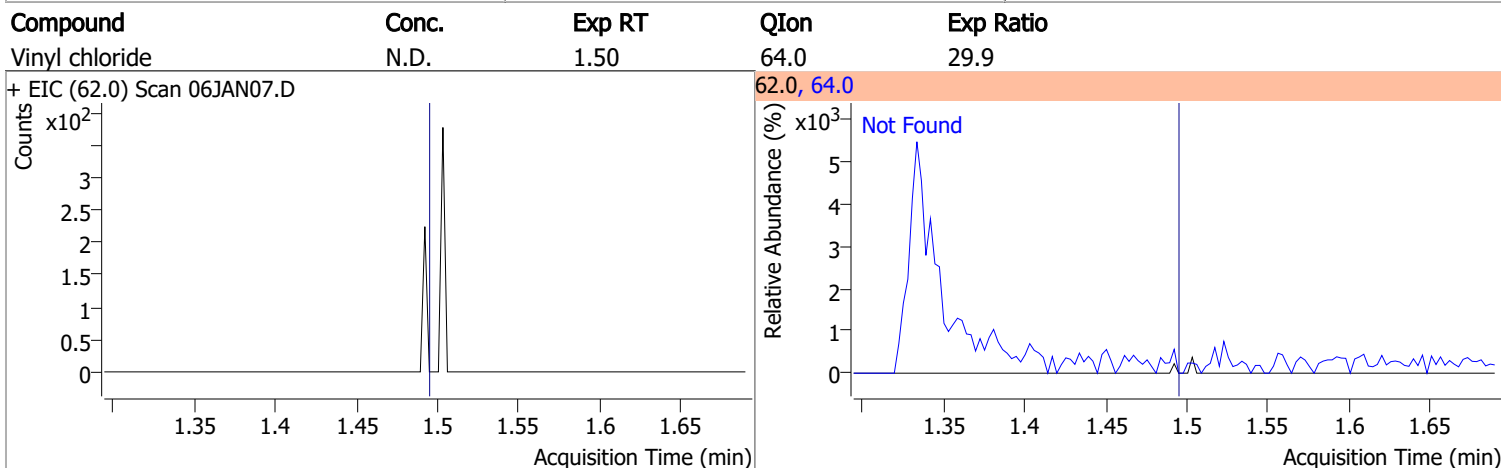 Compound Conc. Exp RT QIon Exp Ratio
Vinyl chloride N.D. 1.50 64.0 29.9
+ EIC (62.0) Scan 06JAN07.D
Counts
x10²
3
2.5
2
1.5
1
0.5
0
1.35 1.4 1.45 1.5 1.55 1.6 1.65
Acquisition Time (min)
62.0, 64.0
Relative Abundance (%)
x10³
Not Found
5
4
3
2
1
0
1.35 1.4 1.45 1.5 1.55 1.6 1.65
Acquisition Time (min)